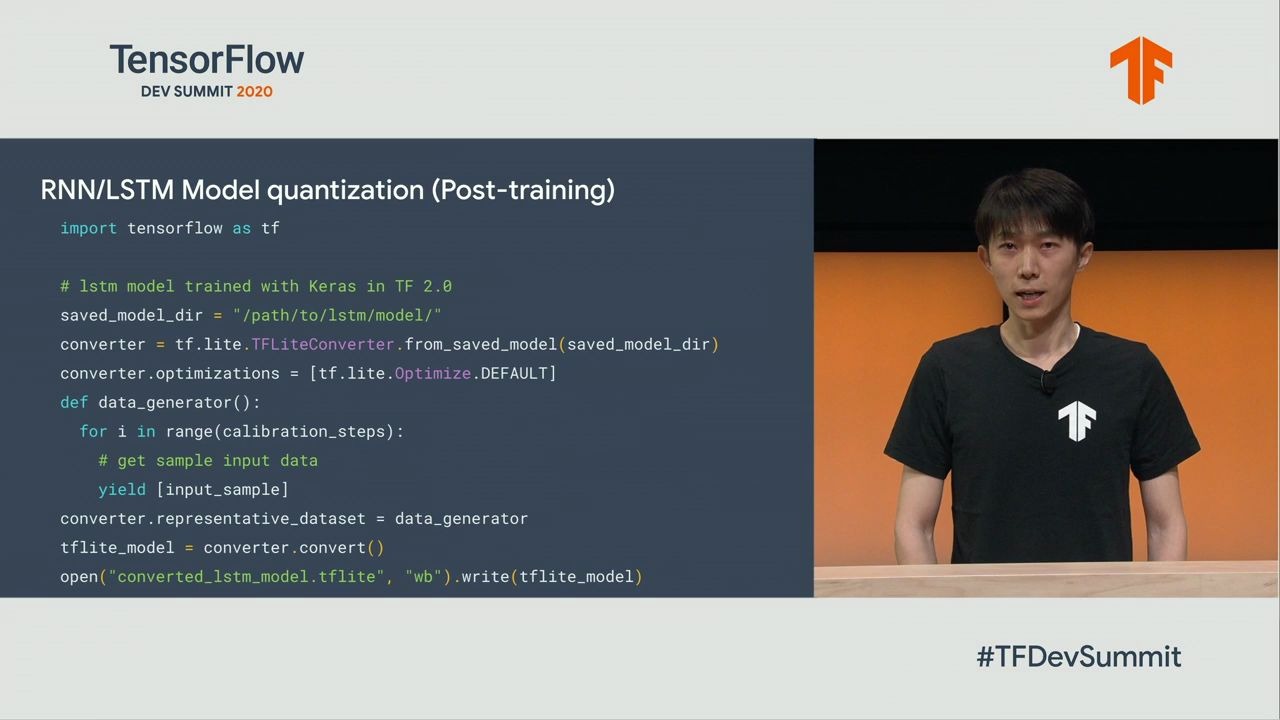 TensorFlow
DEV SUMMIT 2020
RNN/LSTM Model quantization (Post-training)
import tensorflow as tf
# lstm model trained with Keras in TF 2.0
saved_model_dir = "/path/to/lstm/model/"
converter = tf.lite.TFLiteConverter.from_saved_model(saved_model_dir)
converter.optimizations = [tf.lite.Optimize.DEFAULT]
def data_generator():
  for i in range(calibration_steps):
    # get sample input data
    yield [input_sample]
converter.representative_dataset = data_generator
tflite_model = converter.convert()
open("converted_lstm_model.tflite", "wb").write(tflite_model)
#TFDevSummit